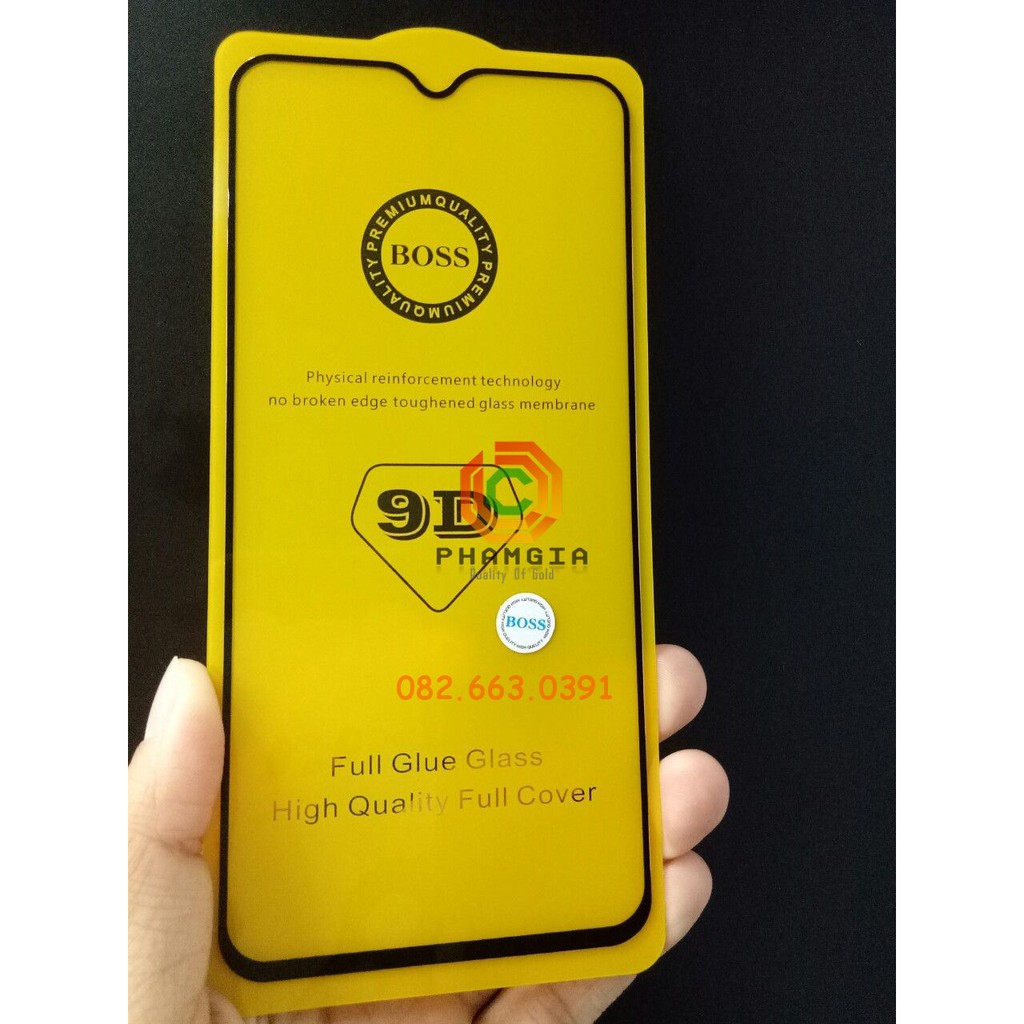 PREMIUMQUALITY PREMIUMQUALITY
BOSS
Physical reinforcement technology
no broken edge toughened glass membrane
9D
C
PHAMGIA
Quality Of Gold
BOSS
082.663.0391
Full Glue Glass
High Quality Full Cover